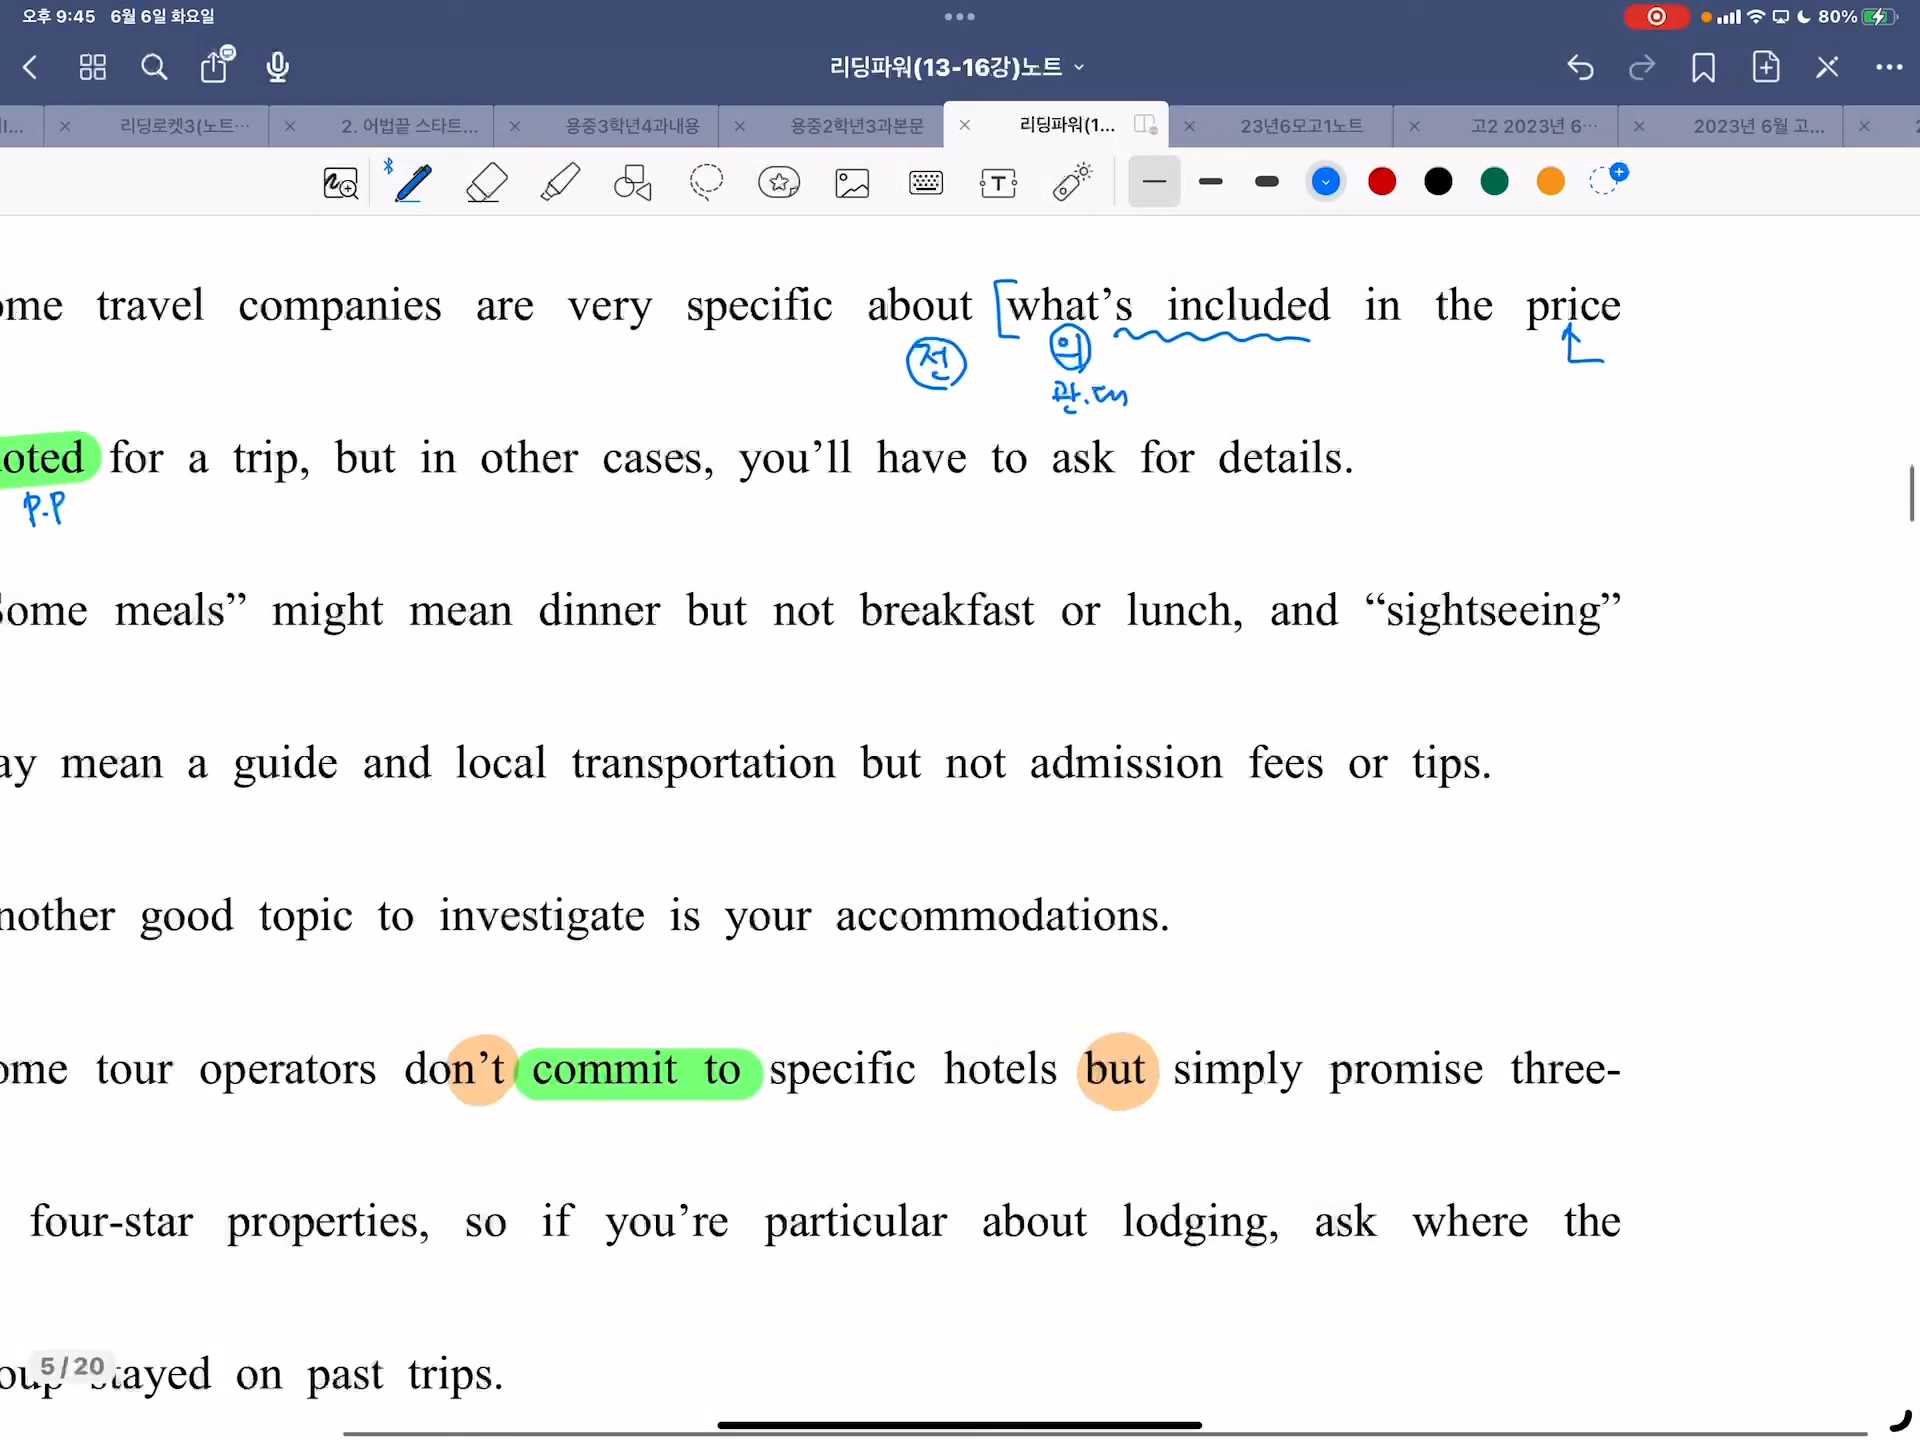 오후 9:45 6월 6일 화요일
80%
리딩파워(13-16강)노트
리딩로켓3(노트…
2. 어법끝 스타트...
용중3학년4과내용
용중2학년3과본문
리딩파워(1...
23년6모고1노트
고2 2023년 6…
2023년 6월 고...
ome travel companies are very specific about [what's included in the price
전 의
관.대
oted for a trip, but in other cases, you'll have to ask for details.
P.P
Some meals” might mean dinner but not breakfast or lunch, and “sightseeing”
ay mean a guide and local transportation but not admission fees or tips.
nother good topic to investigate is your accommodations.
ome tour operators don't commit to specific hotels but simply promise three-
four-star properties, so if you're particular about lodging, ask where the
5/20
stayed on past trips.